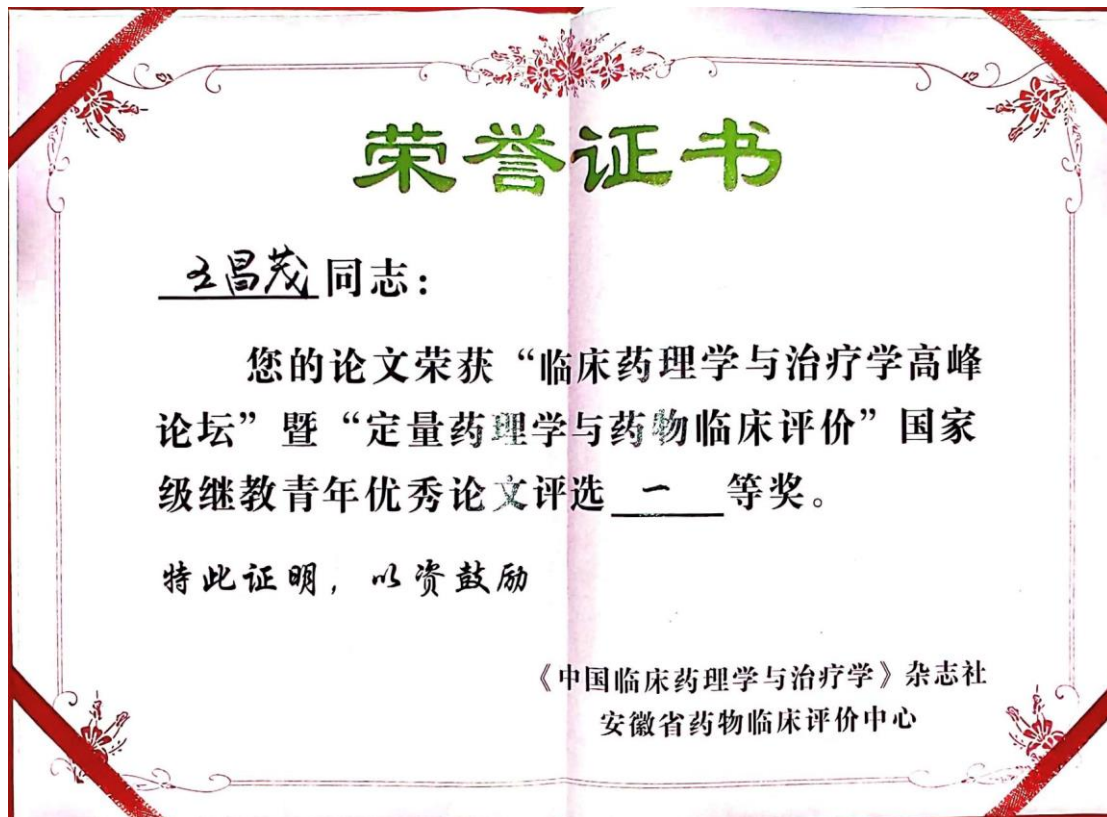 荣誉证书
王昌茂同志：
您的论文荣获“临床药理学与治疗学高峰
论坛”暨“定量药理学与药物临床评价”国家
级继教青年优秀论文评选 一 等奖。
特此证明，以资鼓励
《中国临床药理学与治疗学》杂志社
安徽省药物临床评价中心